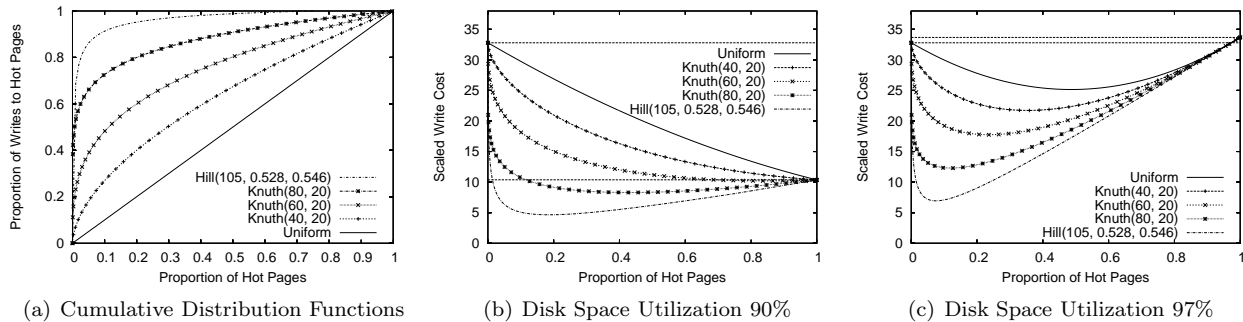 1
0.8
0.6
0.4
0.2
0
Proportion of Writes to Hot Pages
Hill(105, 0.528, 0.546)
Knuth(80, 20)
Knuth(60, 20)
Knuth(40, 20)
Uniform
0 0.1 0.2 0.3 0.4 0.5 0.6 0.7 0.8 0.9 1
Proportion of Hot Pages
(a) Cumulative Distribution Functions
35
30
25
20
15
10
5
0
Scaled Write Cost
Uniform
Knuth(40, 20)
Knuth(60, 20)
Knuth(80, 20)
Hill(105, 0.528, 0.546)
0 0.2 0.4 0.6 0.8 1
Proportion of Hot Pages
(b) Disk Space Utilization 90%
35
30
25
20
15
10
5
0
Scaled Write Cost
Uniform
Knuth(40, 20)
Knuth(60, 20)
Knuth(80, 20)
Hill(105, 0.528, 0.546)
0 0.2 0.4 0.6 0.8 1
Proportion of Hot Pages
(c) Disk Space Utilization 97%